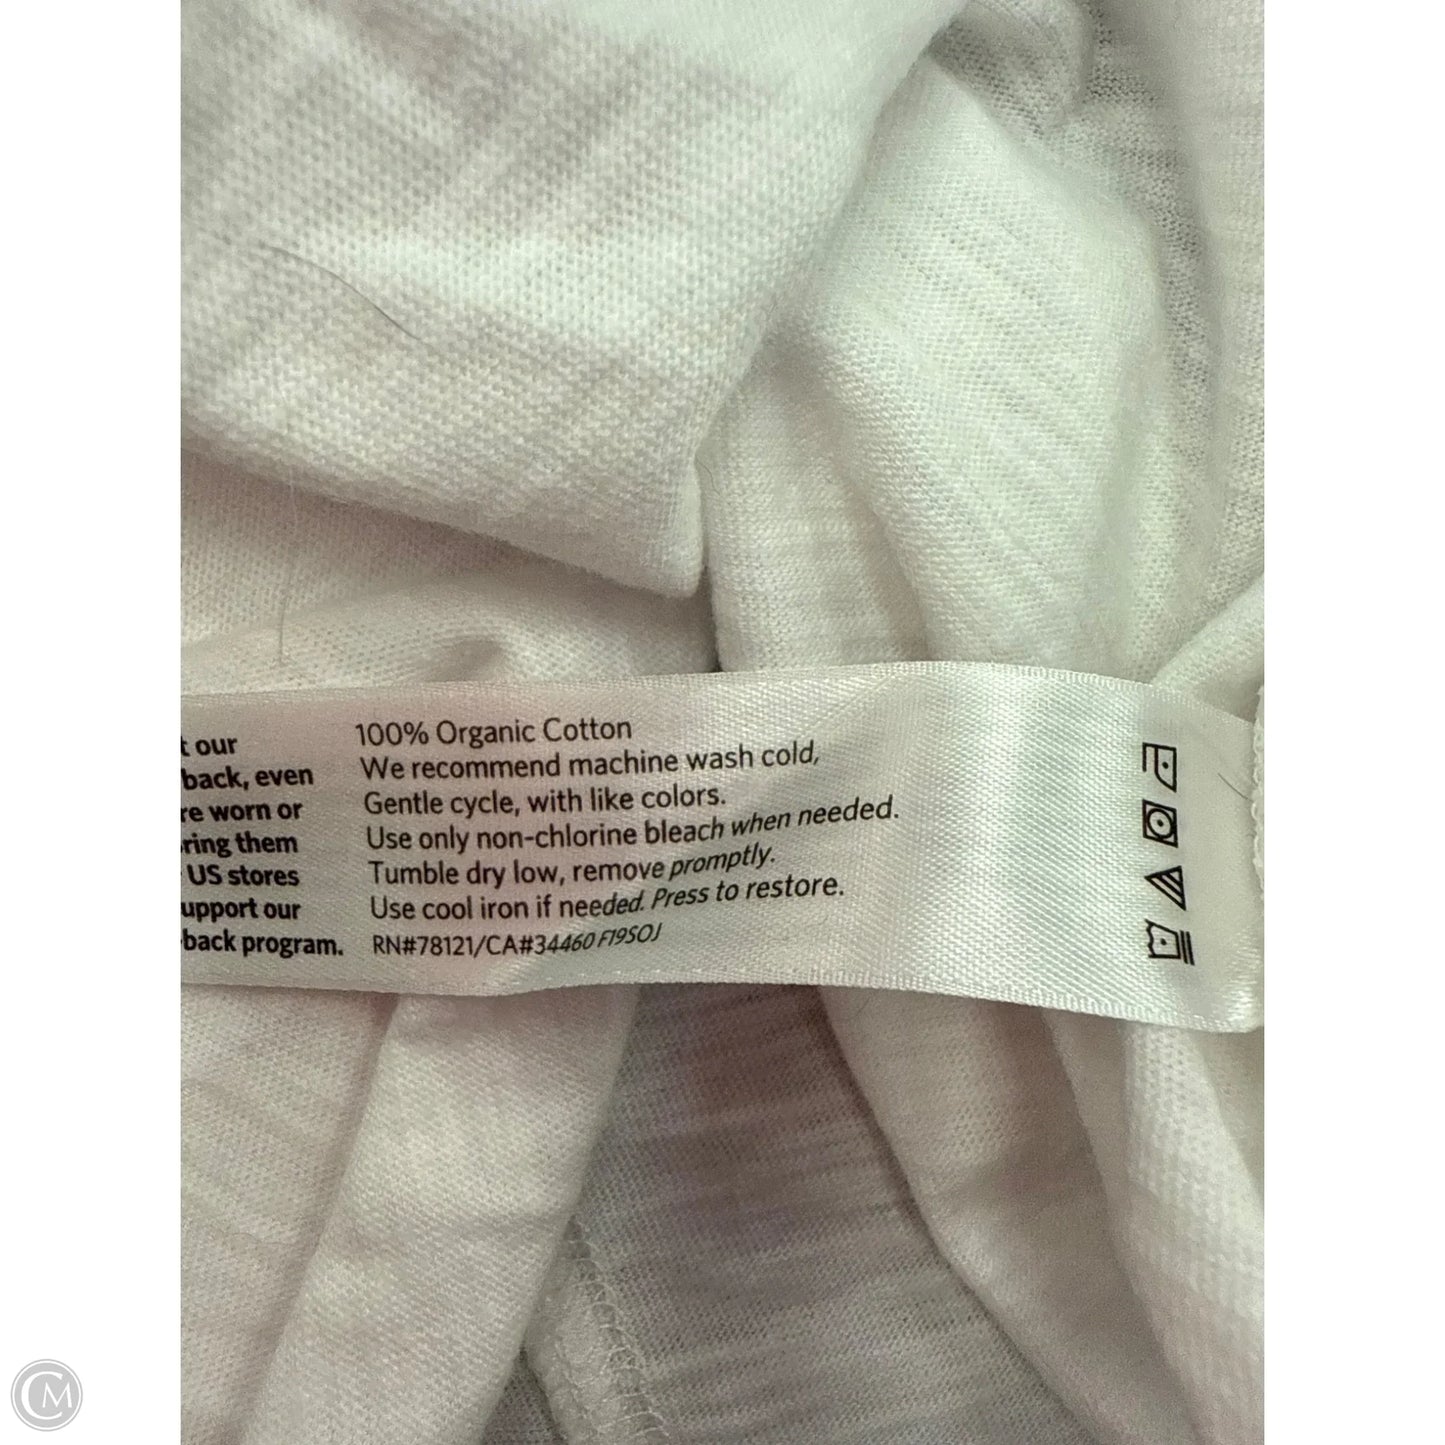 t our
back, even
re worn or
ring them
US stores
upport our
back program.
100% Organic Cotton
We recommend machine wash cold,
Gentle cycle, with like colors.
Use only non-chlorine bleach when needed.
Tumble dry low, remove promptly.
Use cool iron if needed. Press to restore.
RN#78121/CA#34460 F19SOJ
CM